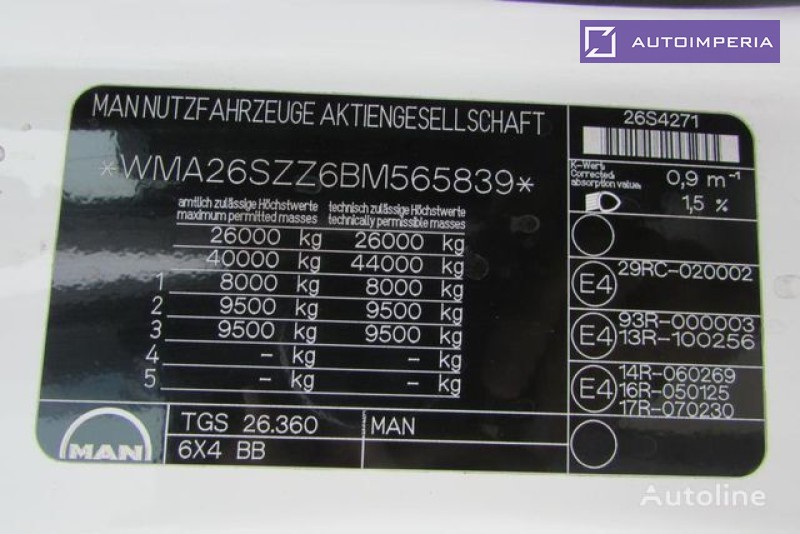 AUTOIMPERIA
MAN NUTZFAHRZEUGE AKTIENGESELLSCHAFT
*WMA26SZZ6BM565839*
amtlich zulässige Höchstwerte technisch zulässige Höchstwerte
maximum permitted masses technically permissible masses
26000 kg 26000 kg
40000 kg 44000 kg
1 8000 kg 8000 kg
2 9500 kg 9500 kg
3 9500 kg 9500 kg
4 - kg - kg
5 - kg - kg
MAN
TGS 26.360 MAN
6X4 BB
26S4271
K-Wert
Corrected
absorption value: 0,9 m⁻¹
1,5 %
E4 29RC-020002
E4 93R-000003
13R-100256
E4 14R-060269
16R-050125
17R-070230
Autoline